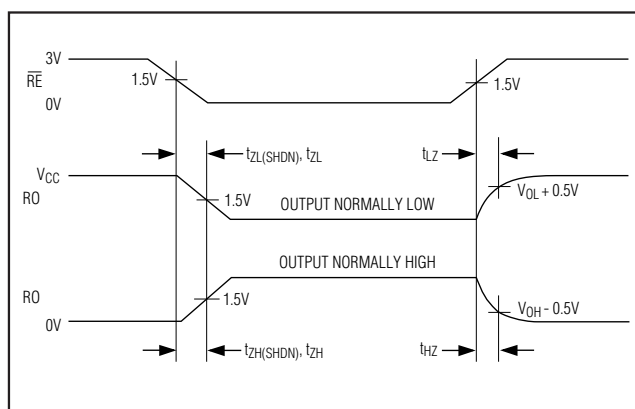 3V
R̅E̅
1.5V
1.5V
0V
tZL(SHDN), tZL
tLZ
VCC
RO
1.5V
OUTPUT NORMALLY LOW
VOL + 0.5V
OUTPUT NORMALLY HIGH
RO
1.5V
0V
VOH - 0.5V
tZH(SHDN), tZH
tHZ